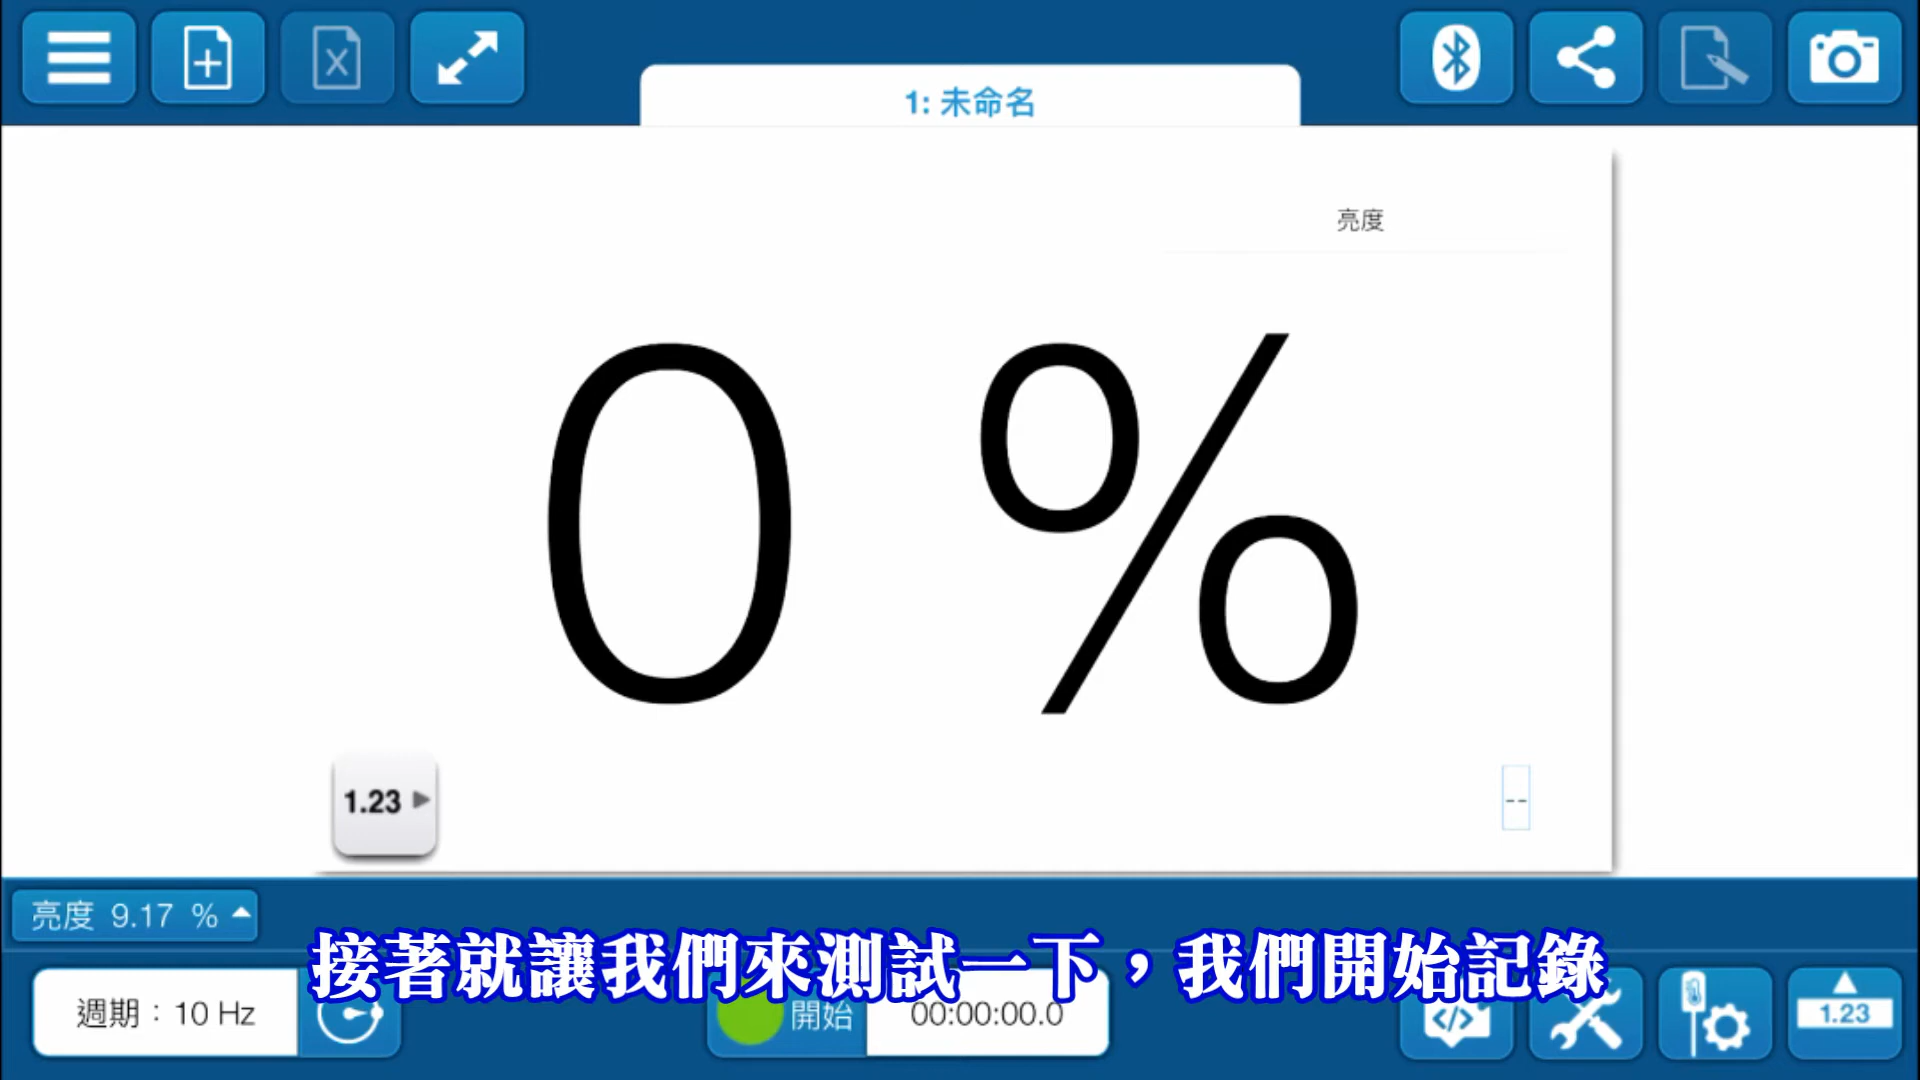 1: 未命名
亮度
0 %
1.23
--
亮度 9.17 %
接著就讓我們來測試一下，我們開始記錄
週期：10 Hz
開始
00:00:00.0
</>
1.23